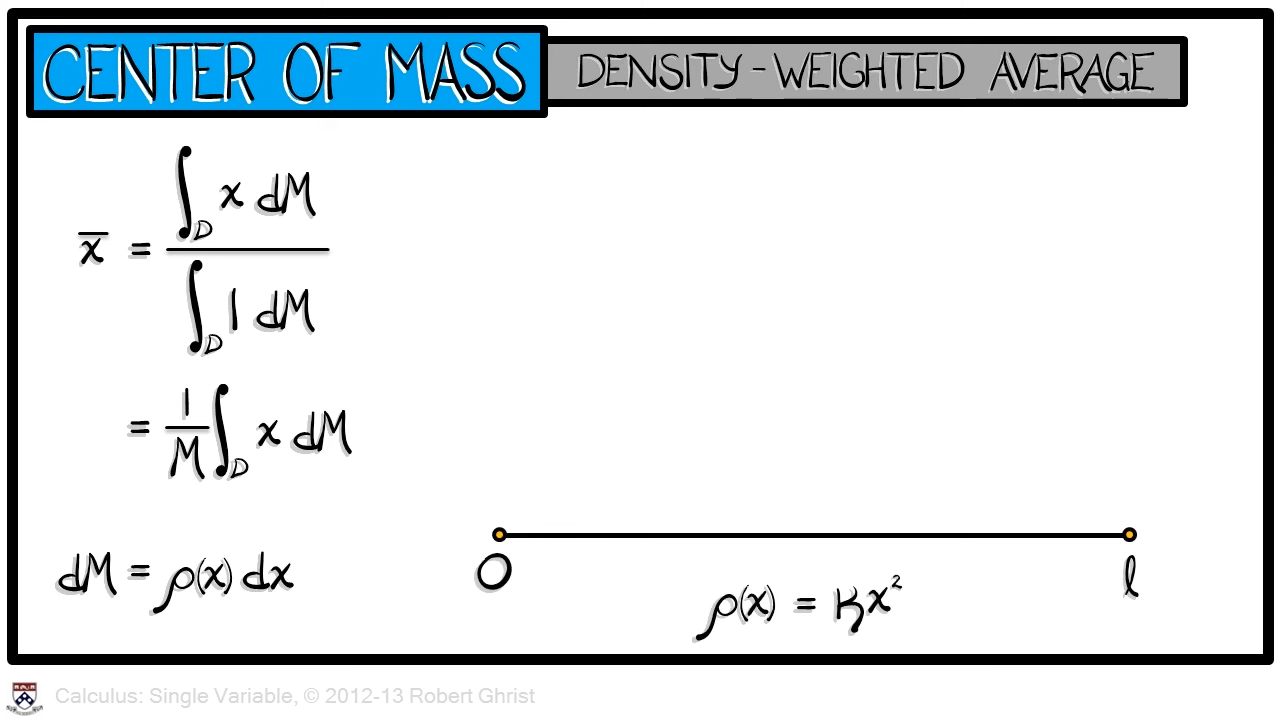 CENTER OF MASS
DENSITY-WEIGHTED AVERAGE
x̄ = ∫_D x dM / ∫_D 1 dM
= 1/M ∫_D x dM
dM = ρ(x) dx
0 ℓ
ρ(x) = κx²
Calculus: Single Variable, © 2012-13 Robert Ghrist